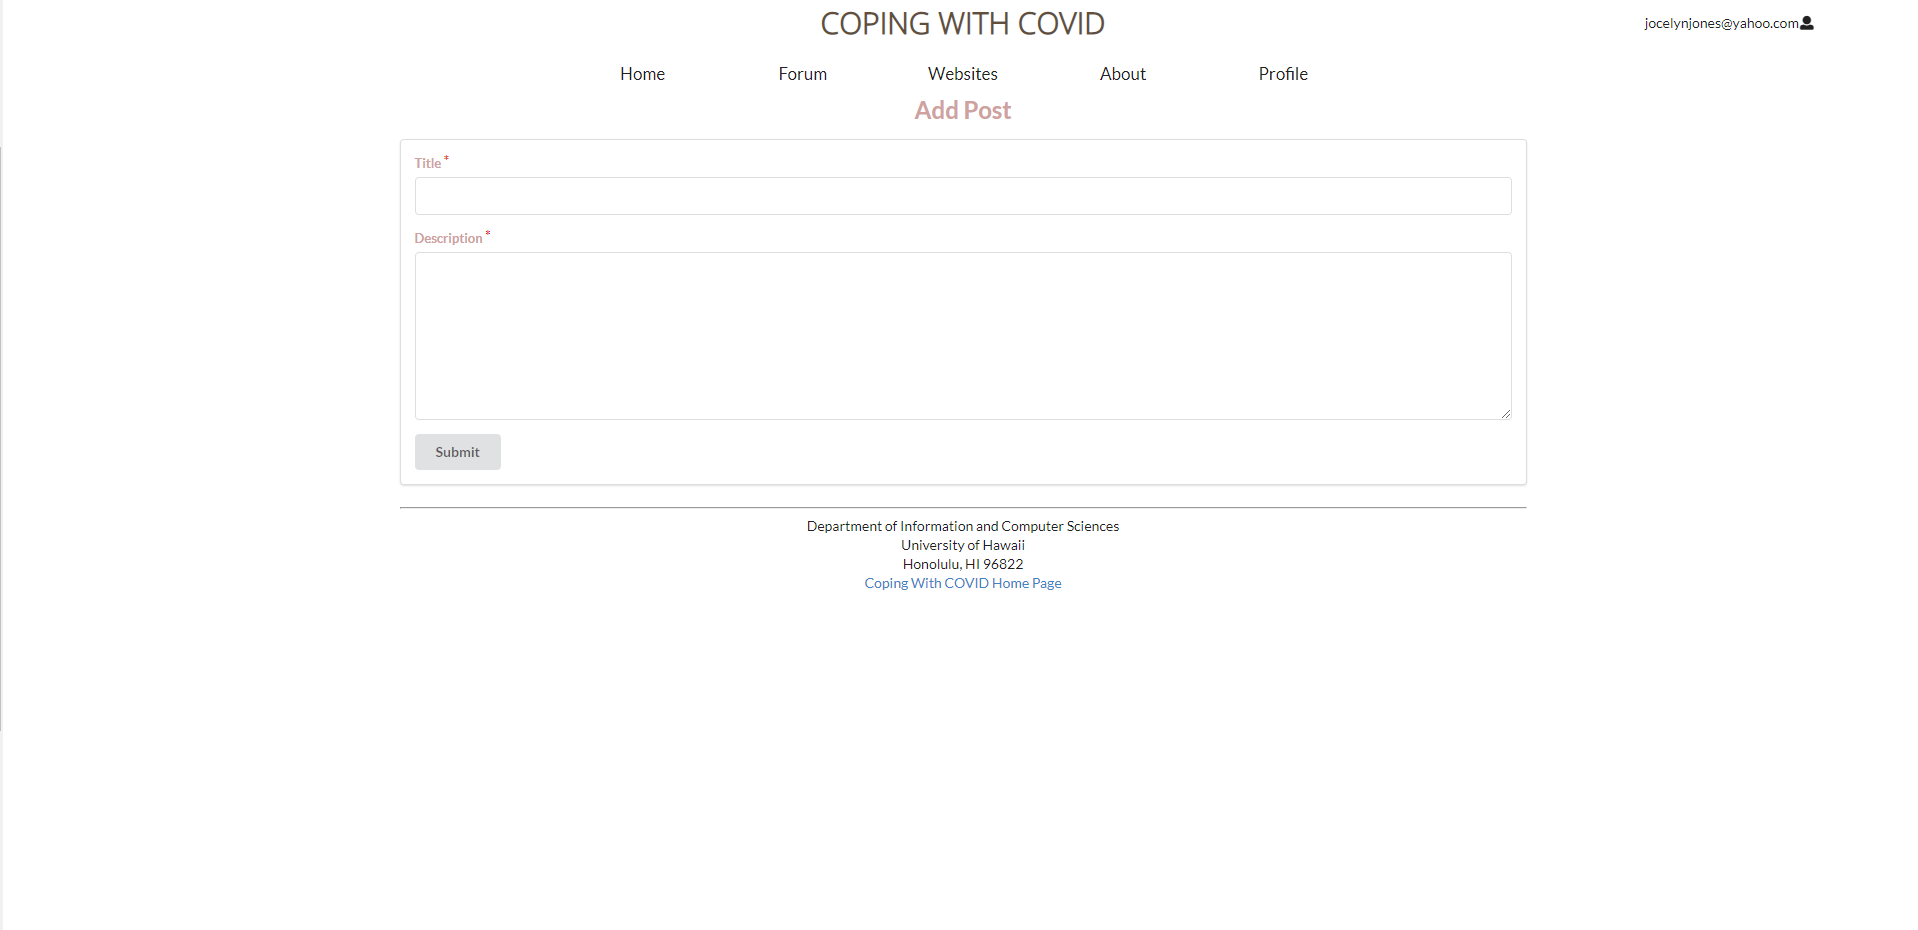 COPING WITH COVID
jocelynjones@yahoo.com
Home Forum Websites About Profile
Add Post
Title*
Description*
Submit
Department of Information and Computer Sciences
University of Hawaii
Honolulu, HI 96822
Coping With COVID Home Page